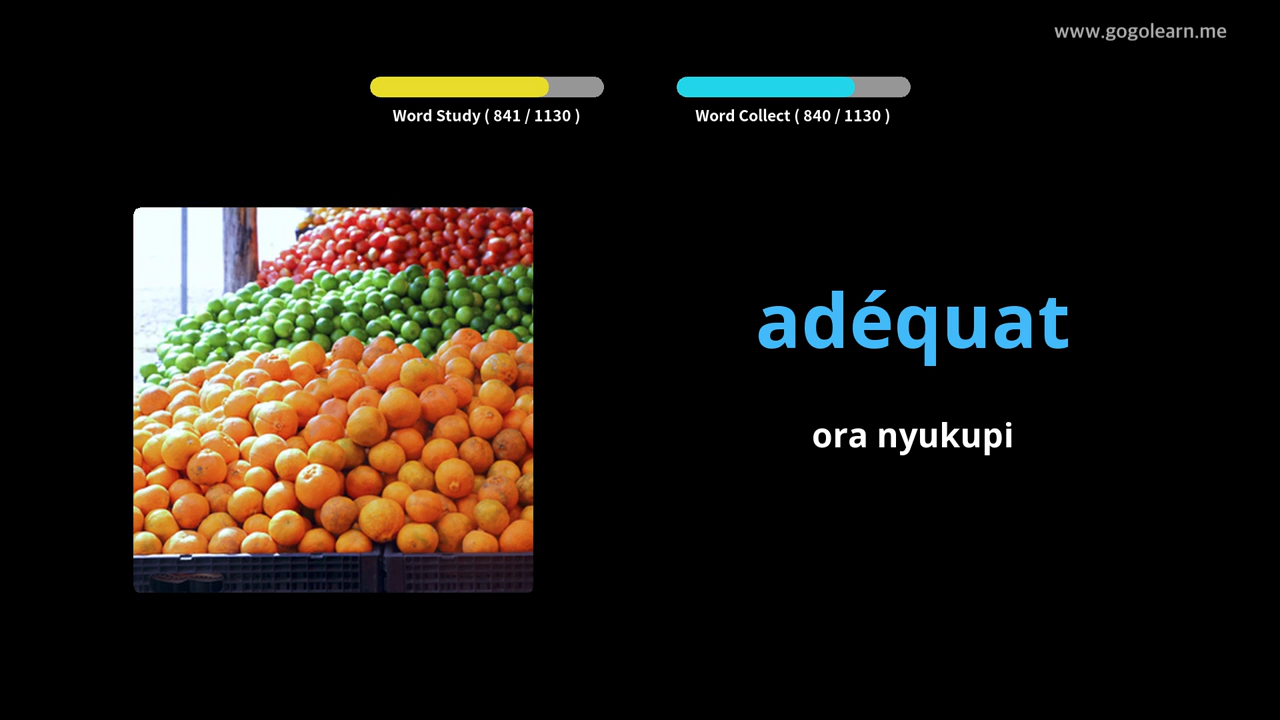 www.gogolearn.me
Word Study ( 841 / 1130 )
Word Collect ( 840 / 1130 )
adéquat
ora nyukupi